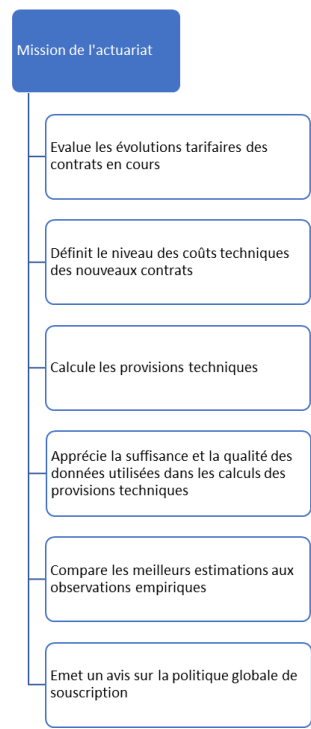 Mission de l'actuariat
Evalue les évolutions tarifaires des
contrats en cours
Définit le niveau des coûts techniques
des nouveaux contrats
Calcule les provisions techniques
Apprécie la suffisance et la qualité des
données utilisées dans les calculs des
provisions techniques
Compare les meilleurs estimations aux
observations empiriques
Emet un avis sur la politique globale de
souscription